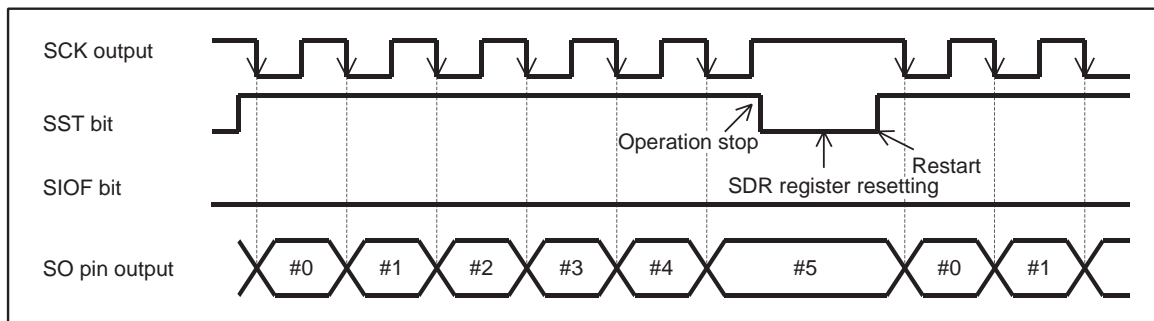 SCK output
SST bit
Operation stop
Restart
SDR register resetting
SIOF bit
SO pin output
#0 #1 #2 #3 #4 #5 #0 #1